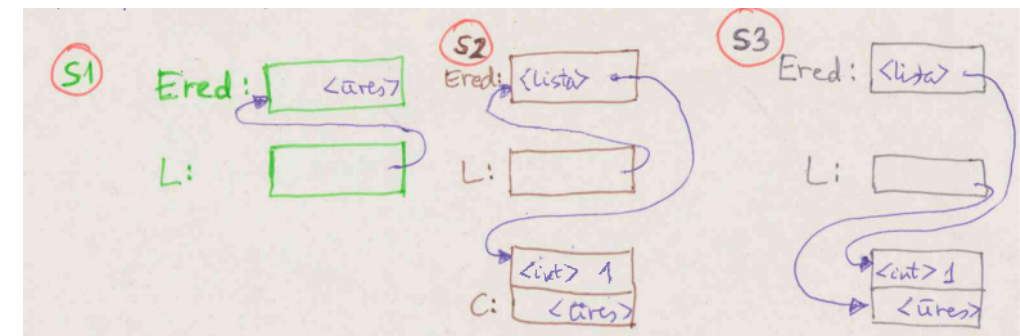 S1
Ered: <üres>
L:
S2
Ered: <lista>
L:
<int> 1
C: <üres>
S3
Ered: <lista>
L:
<int> 1
<üres>